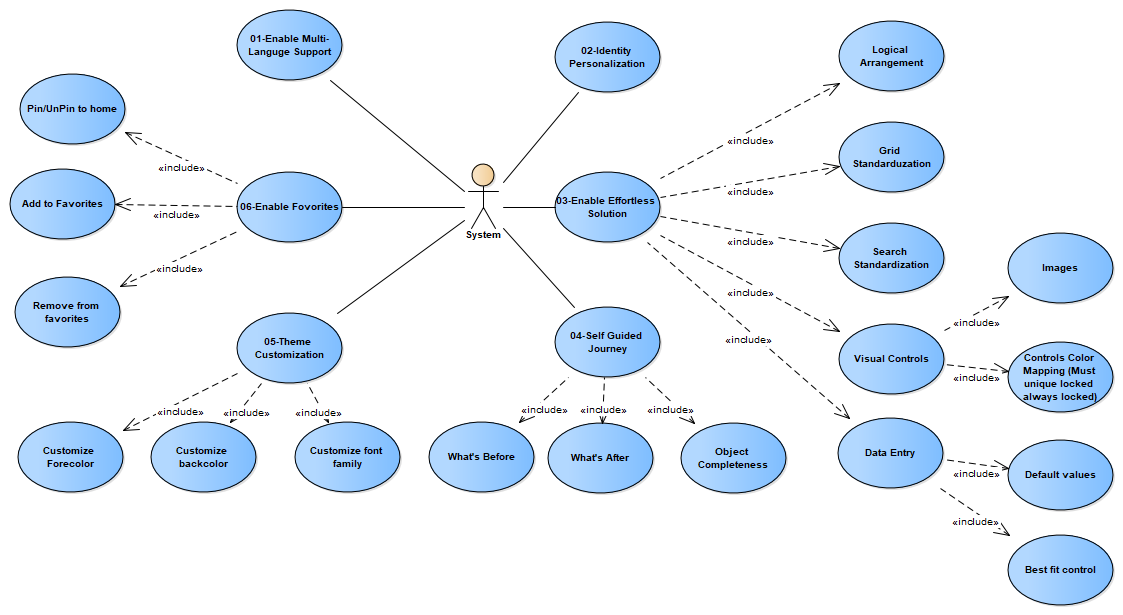 01-Enable Multi-
Languge Support
02-Identity
Personalization
Logical
Arrangement
Pin/UnPin to home
«include»
«include»
Grid
Standarduzation
Add to Favorites
«include»
06-Enable Fovorites
System
03-Enable Effortless
Solution
«include»
«include»
Search
Standardization
«include»
Images
Remove from
favorites
«include»
«include»
05-Theme
Customization
04-Self Guided
Journey
«include»
Visual Controls
«include»
Controls Color
Mapping (Must
unique locked
always locked)
«include»
«include»
«include»
«include»
«include»
«include»
Customize
Forecolor
Customize
backcolor
Customize font
family
What's Before
What's After
Object
Completeness
Data Entry
«include»
Default values
«include»
Best fit control